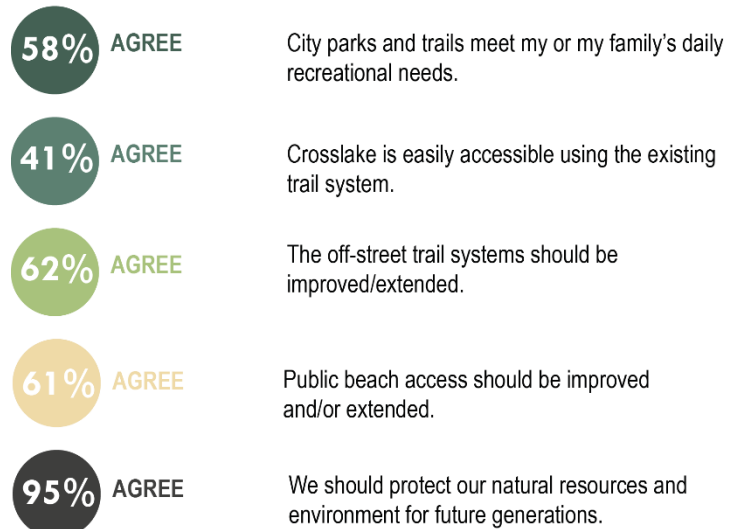 58% AGREE City parks and trails meet my or my family's daily
recreational needs.
41% AGREE Crosslake is easily accessible using the existing
trail system.
62% AGREE The off-street trail systems should be
improved/extended.
61% AGREE Public beach access should be improved
and/or extended.
95% AGREE We should protect our natural resources and
environment for future generations.